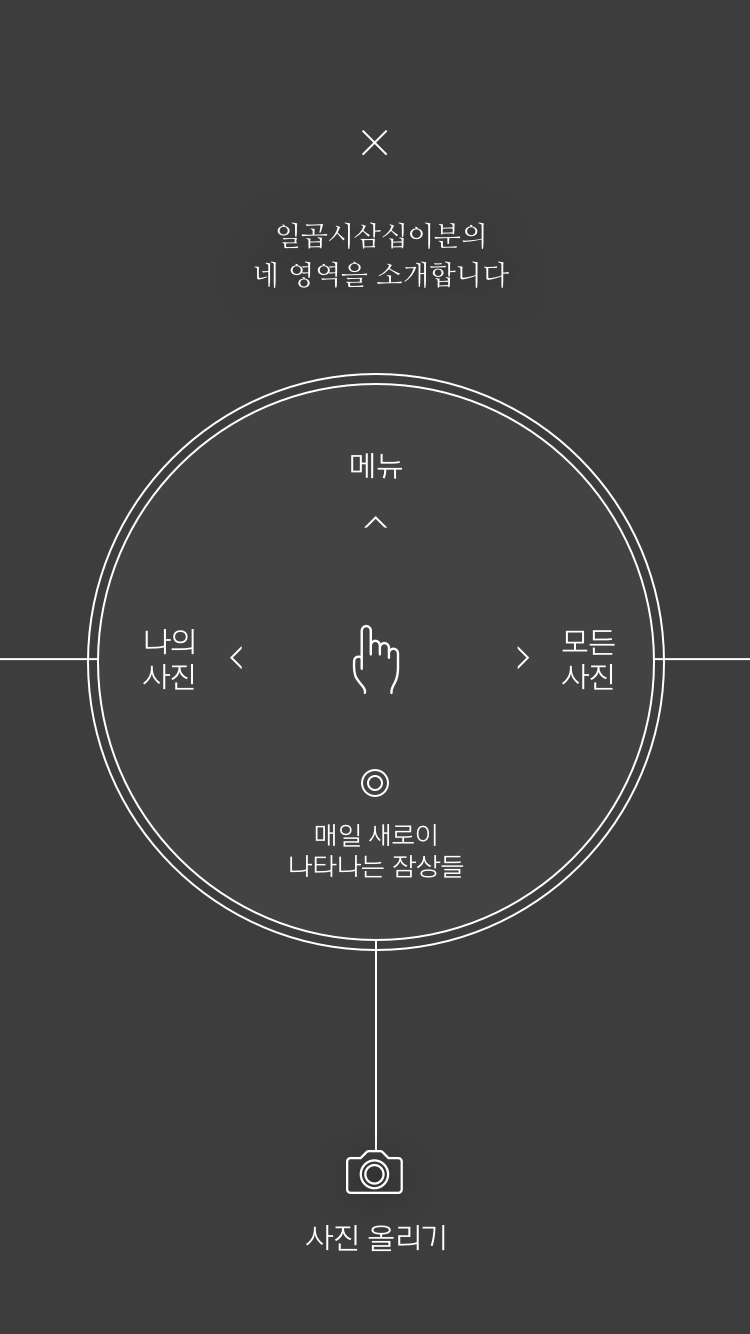 일곱시삼십이분의
네 영역을 소개합니다
메뉴
나의
사진
모든
사진
매일 새로이
나타나는 잠상들
사진 올리기